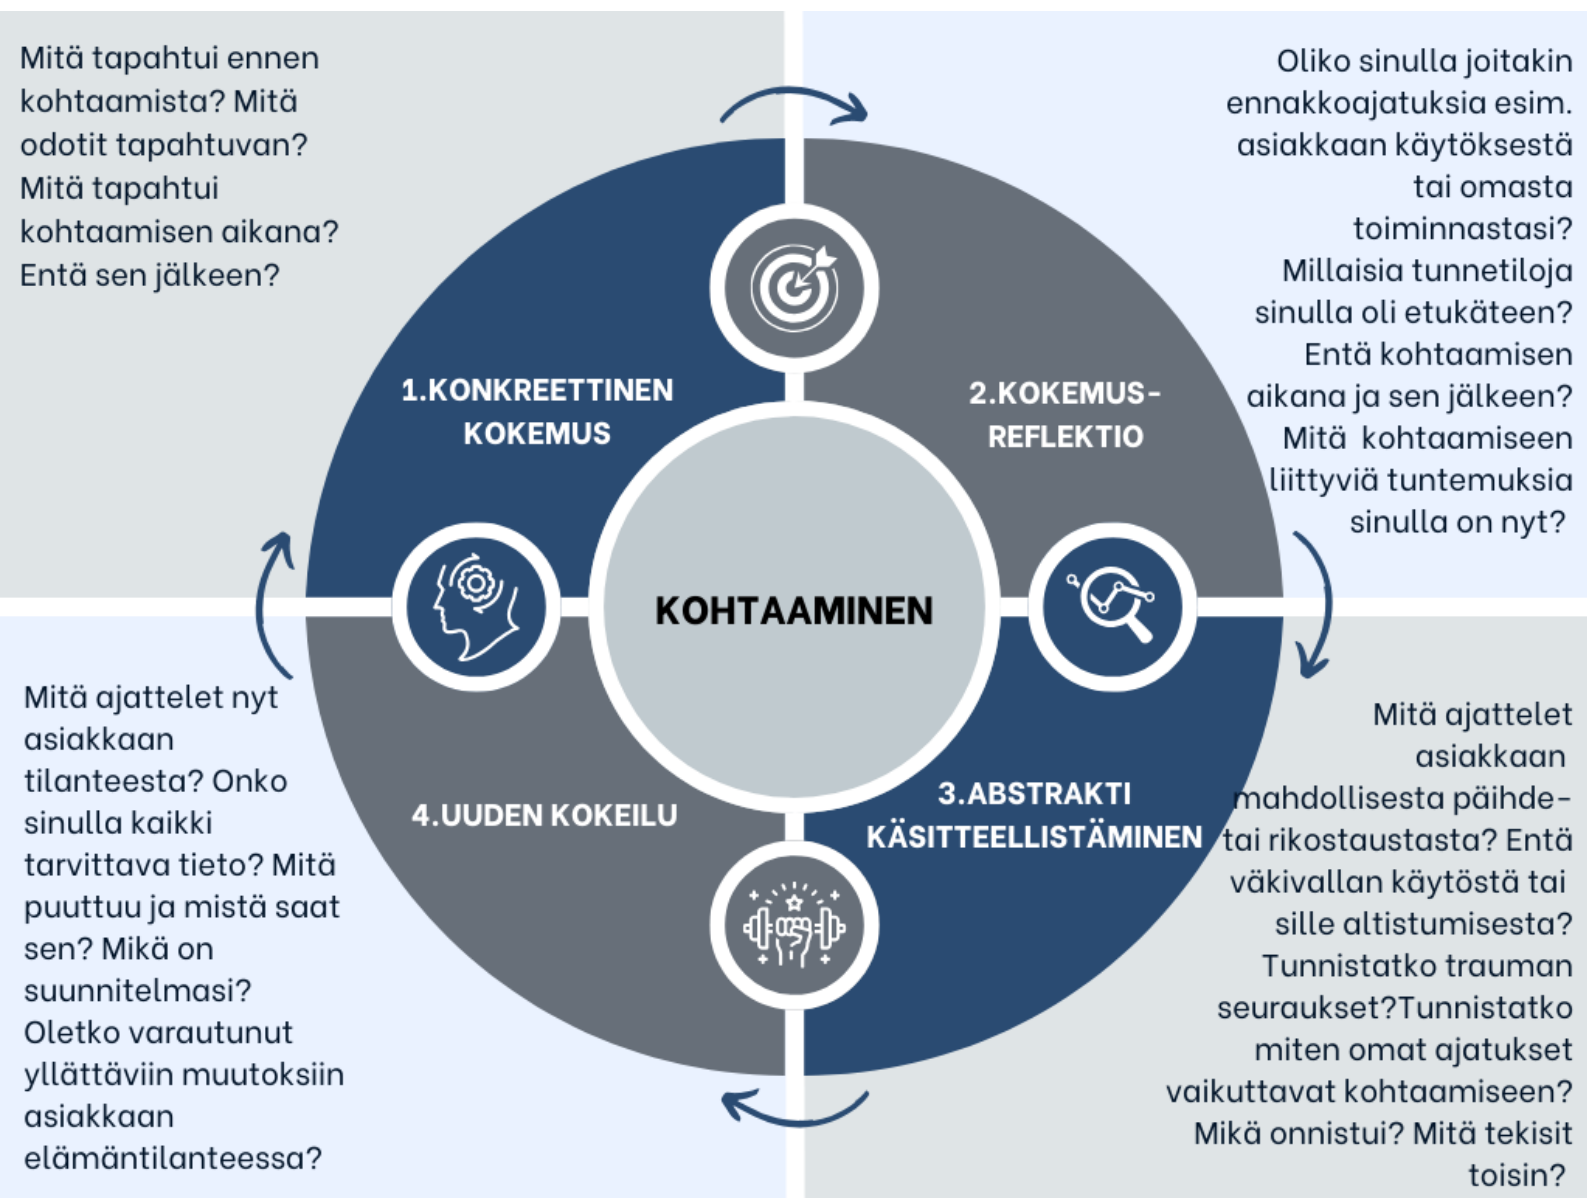 Mitä tapahtui ennen
kohtaamista? Mitä
odotit tapahtuvan?
Mitä tapahtui
kohtaamisen aikana?
Entä sen jälkeen?
Oliko sinulla joitakin
ennakkoajatuksia esim.
asiakkaan käytöksestä
tai omasta
toiminnastasi?
Millaisia tunnetiloja
sinulla oli etukäteen?
Entä kohtaamisen
aikana ja sen jälkeen?
Mitä kohtaamiseen
liittyviä tuntemuksia
sinulla on nyt?
1.KONKREETTINEN
KOKEMUS
2.KOKEMUS-
REFLEKTIO
KOHTAAMINEN
3.ABSTRAKTI
KÄSITTEELLISTÄMINEN
4.UUDEN KOKEILU
Mitä ajattelet
asiakkaan
mahdollisesta päihde-
tai rikostaustasta? Entä
väkivallan käytöstä tai
sille altistumisesta?
Tunnistatko trauman
seuraukset?Tunnistatko
miten omat ajatukset
vaikuttavat kohtaamiseen?
Mikä onnistui? Mitä tekisit
toisin?
Mitä ajattelet nyt
asiakkaan
tilanteesta? Onko
sinulla kaikki
tarvittava tieto? Mitä
puuttuu ja mistä saat
sen? Mikä on
suunnitelmasi?
Oletko varautunut
yllättäviin muutoksiin
asiakkaan
elämäntilanteessa?